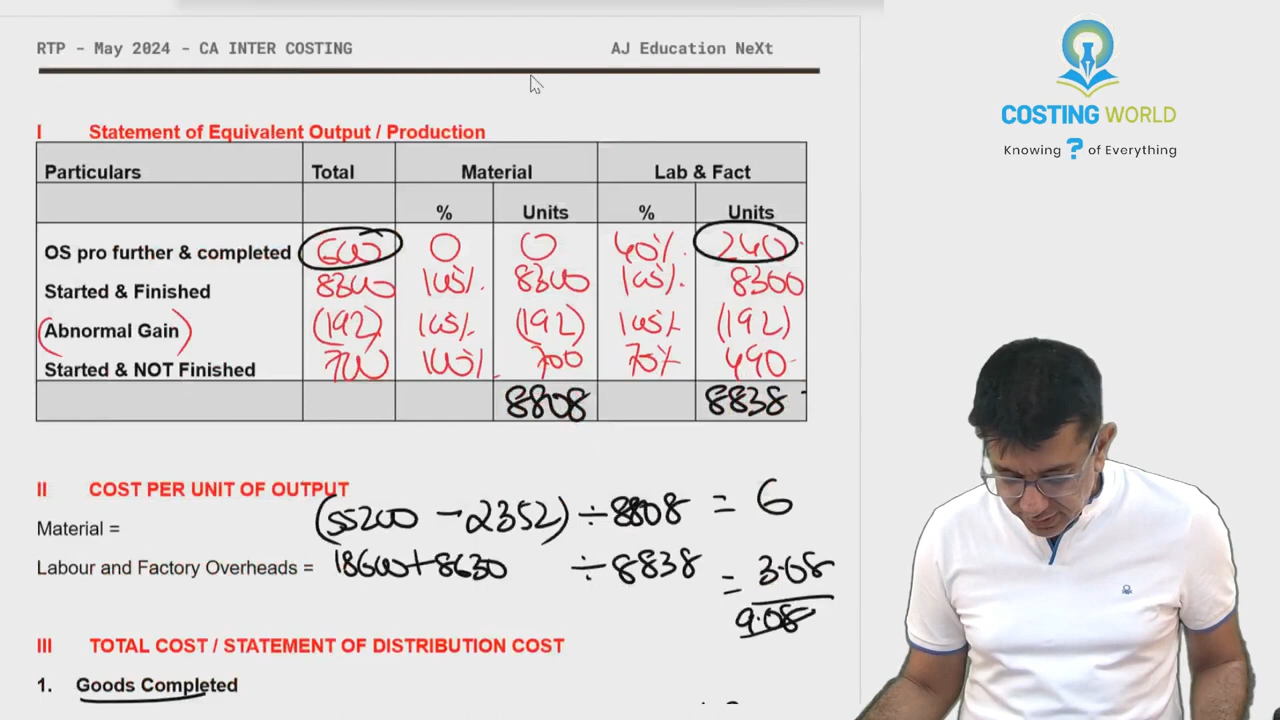 RTP - May 2024 - CA INTER COSTING AJ Education NeXt
COSTING WORLD
Knowing ? of Everything
I Statement of Equivalent Output / Production
Particulars Total Material Lab & Fact
% Units % Units
OS pro further & completed 600 0 0 40% 240
Started & Finished 8300 100% 8300 100% 8300
(Abnormal Gain) (192) 100% (192) 100% (192)
Started & NOT Finished 700 100% 700 70% 490
8808 8838
II COST PER UNIT OF OUTPUT
Material = (55200 - 2352) ÷ 8808 = 6
Labour and Factory Overheads = 18600 + 8630 ÷ 8838 = 3.08
9.08
III TOTAL COST / STATEMENT OF DISTRIBUTION COST
1. Goods Completed